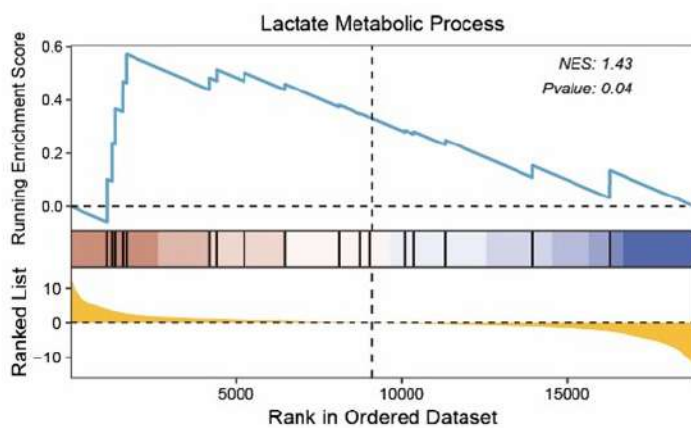 Lactate Metabolic Process
Running Enrichment Score
0.6
0.4
0.2
0.0
NES: 1.43
Pvalue: 0.04
Ranked List
10
0
−10
5000 10000 15000
Rank in Ordered Dataset